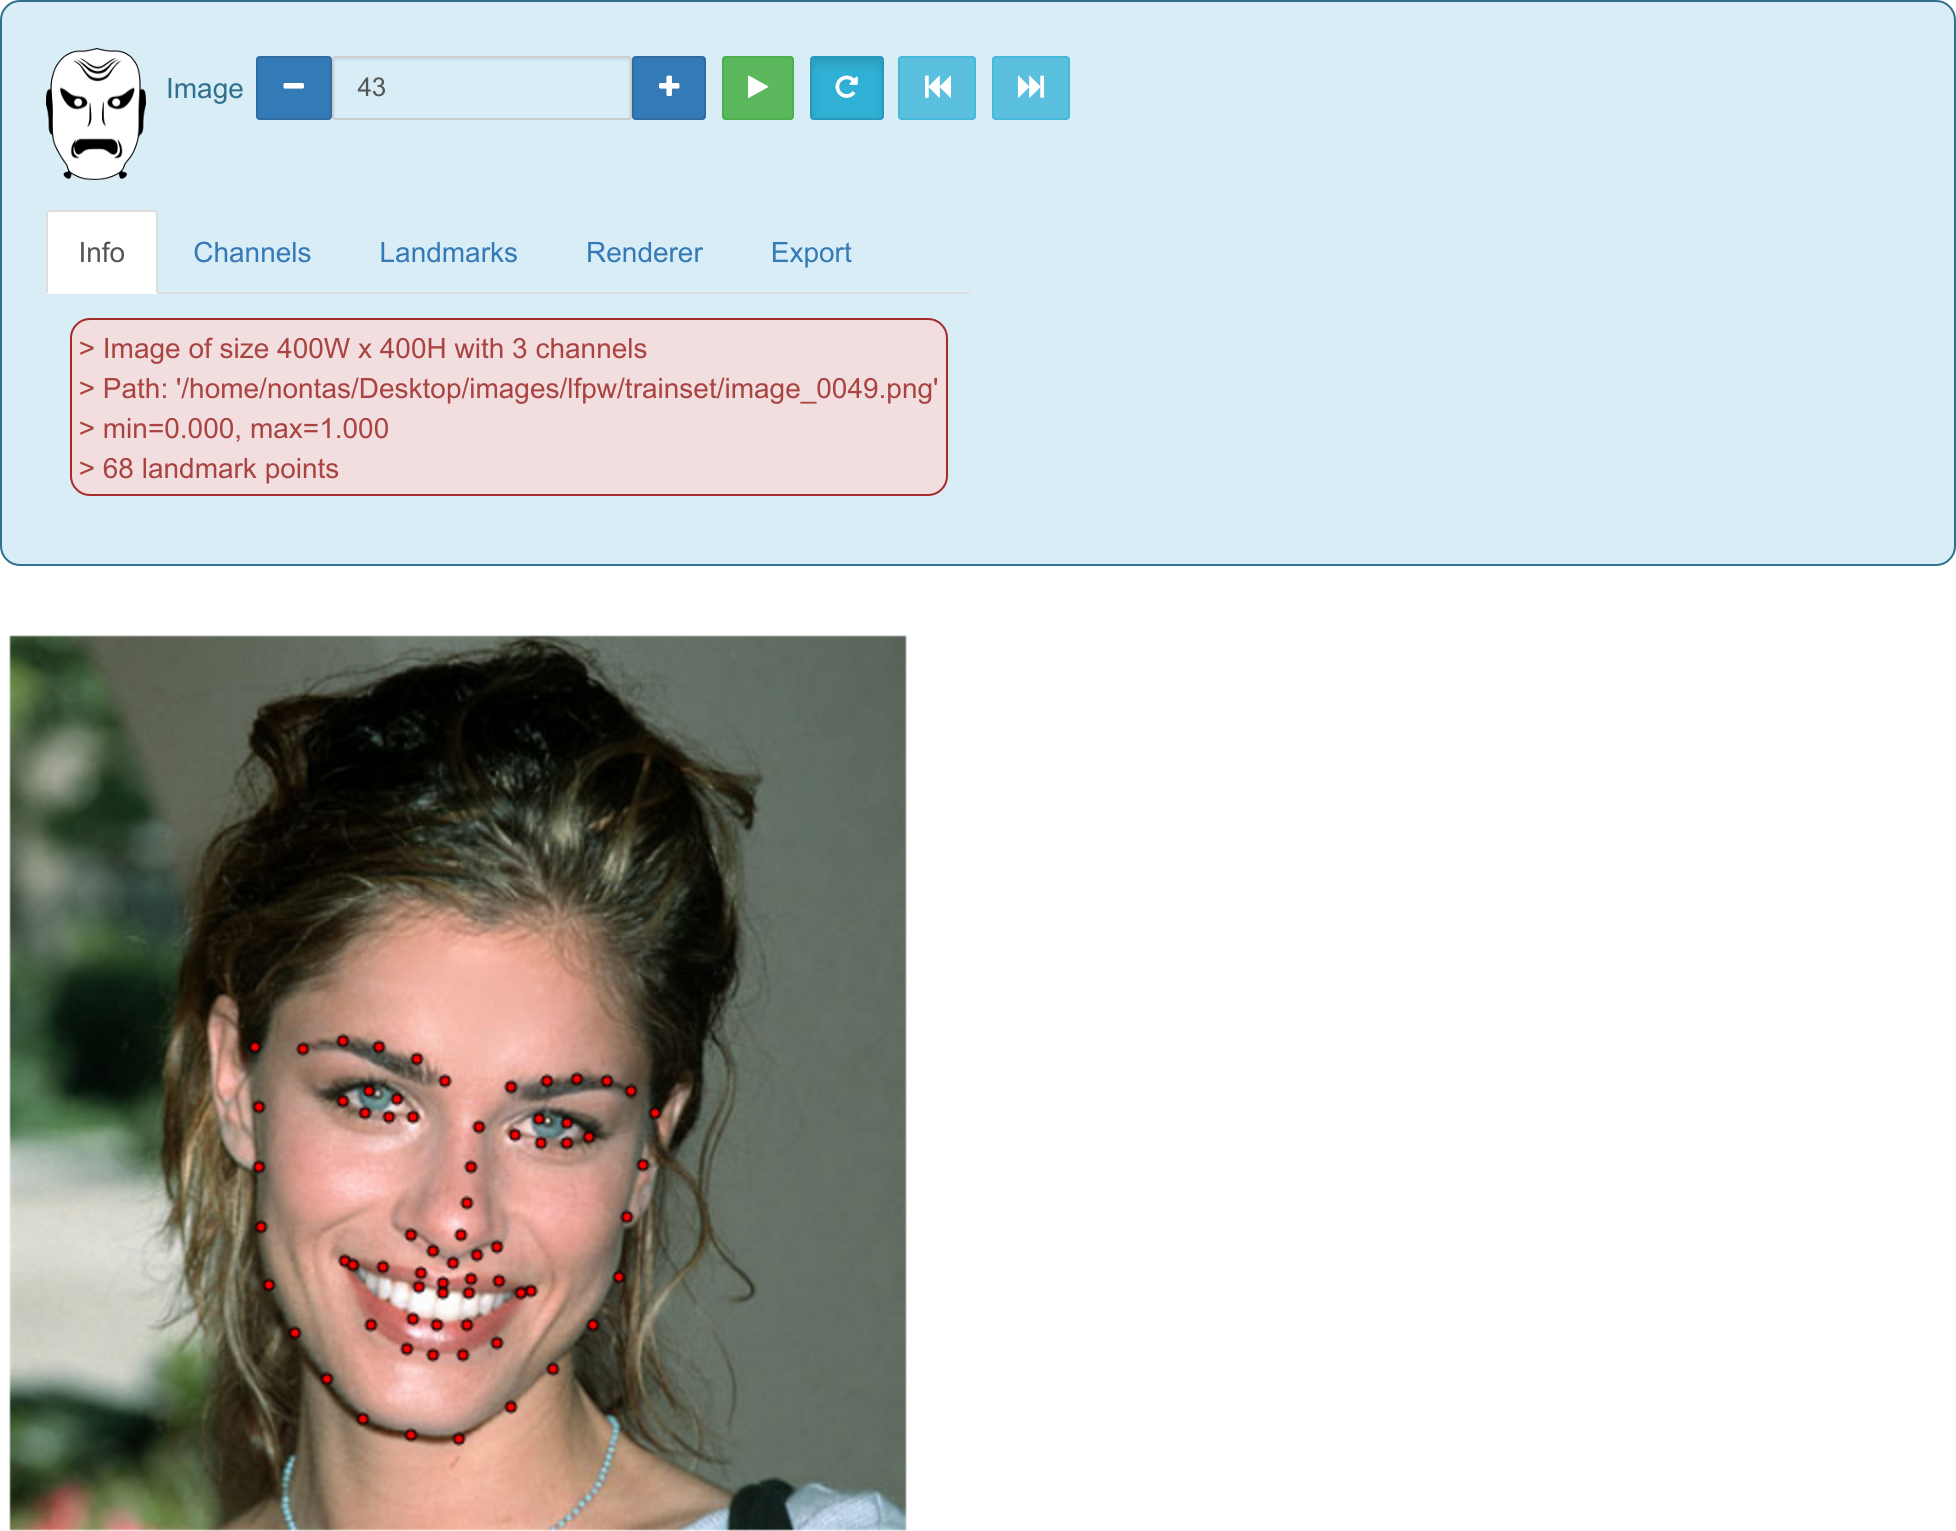 Image 43
Info Channels Landmarks Renderer Export
> Image of size 400W x 400H with 3 channels
> Path: '/home/nontas/Desktop/images/lfpw/trainset/image_0049.png'
> min=0.000, max=1.000
> 68 landmark points